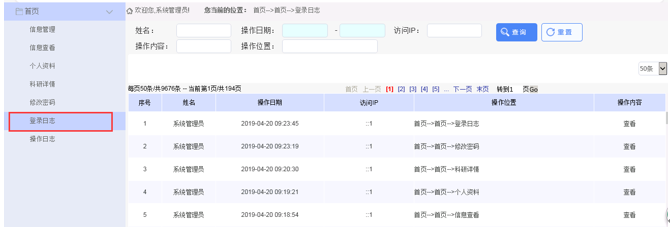 首页
信息管理
信息查看
个人资料
科研详情
修改密码
登录日志
操作日志
欢迎您,系统管理员! 您当前的位置： 首页-->首页-->登录日志
姓名： 操作日期： - 访问IP： 查询 重置
操作内容： 操作位置：
50条
每页50条/共9676条 -- 当前第1页/共194页 首页 上一页 [1] [2] [3] [4] [5] ... 下一页 末页 转到1 页Go
序号 姓名 操作日期 访问IP 操作位置 操作内容
1 系统管理员 2019-04-20 09:23:45 ::1 首页-->首页-->登录日志 查看
2 系统管理员 2019-04-20 09:23:19 ::1 首页-->首页-->修改密码 查看
3 系统管理员 2019-04-20 09:20:30 ::1 首页-->首页-->科研详情 查看
4 系统管理员 2019-04-20 09:19:21 ::1 首页-->首页-->个人资料 查看
5 系统管理员 2019-04-20 09:18:54 ::1 首页-->首页-->信息查看 查看